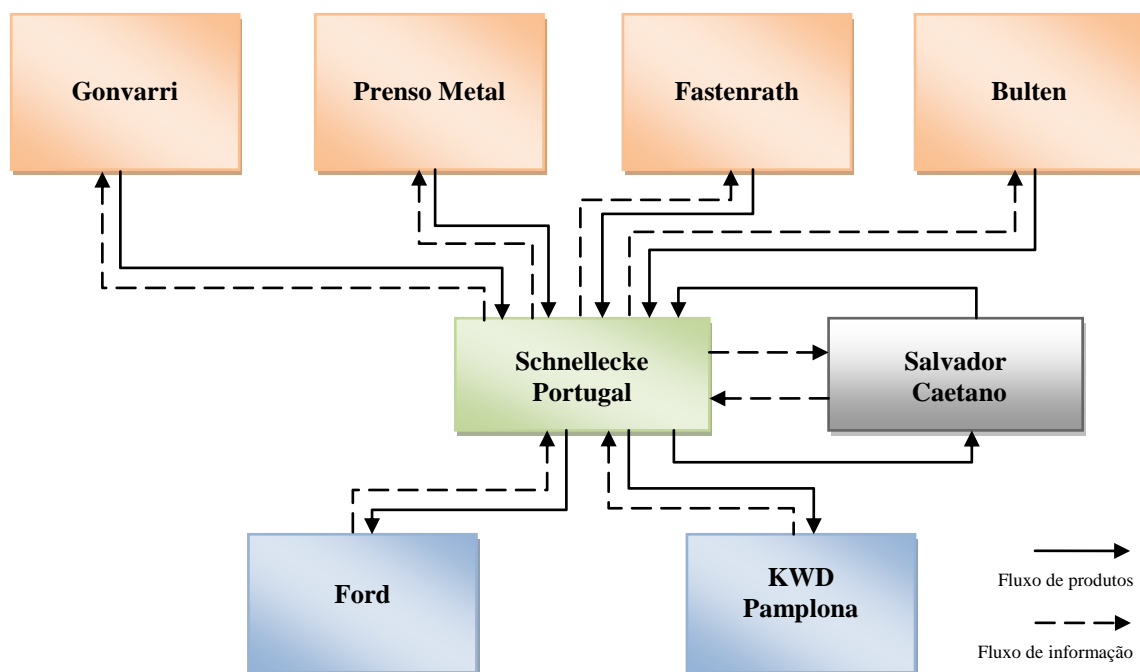 Gonvarri
Prenso Metal
Fastenrath
Bulten
Schnellecke
Portugal
Salvador
Caetano
Ford
KWD
Pamplona
Fluxo de produtos
Fluxo de informação